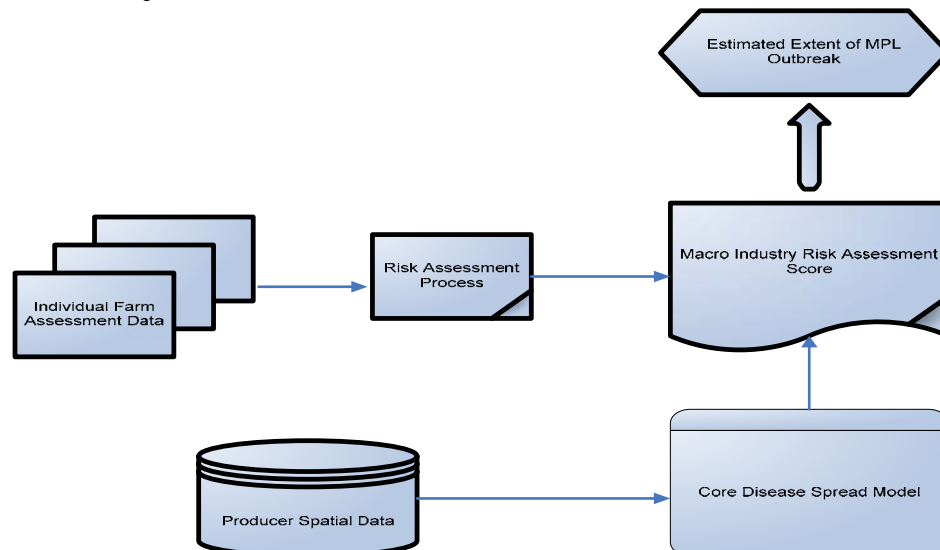 Estimated Extent of MPL
Outbreak
Individual Farm
Assessment Data
Risk Assessment
Process
Macro Industry Risk Assessment
Score
Producer Spatial Data
Core Disease Spread Model